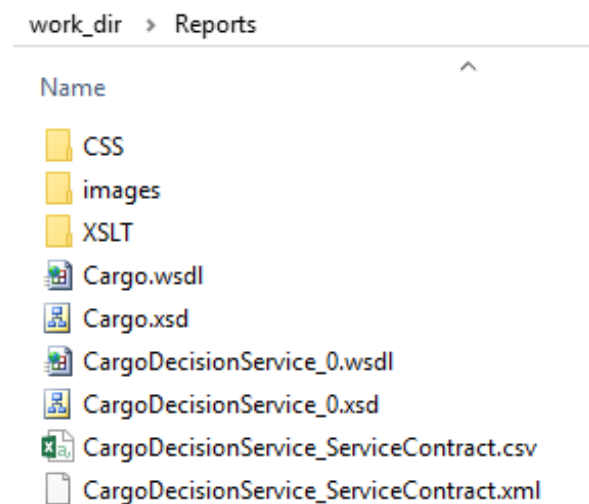 work_dir > Reports
Name
CSS
images
XSLT
Cargo.wsdl
Cargo.xsd
CargoDecisionService_0.wsdl
CargoDecisionService_0.xsd
CargoDecisionService_ServiceContract.csv
CargoDecisionService_ServiceContract.xml